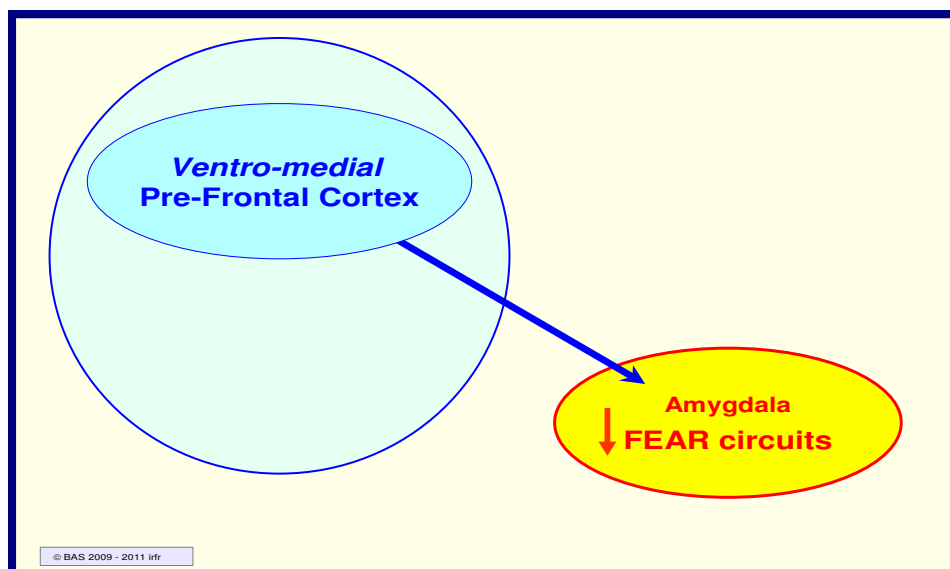 Ventro-medial
Pre-Frontal Cortex
Amygdala
FEAR circuits
© BAS 2009 - 2011 irfr